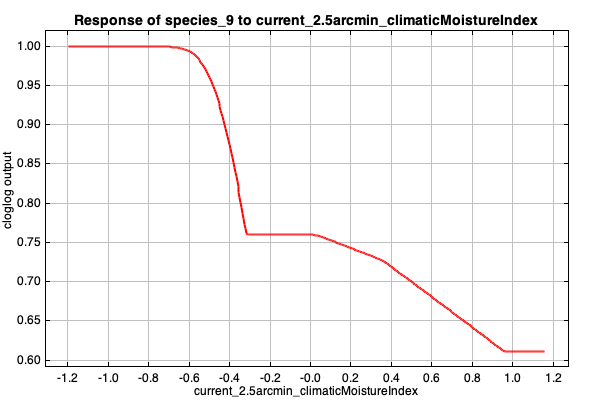 Response of species_9 to current_2.5arcmin_climaticMoistureIndex
1.00
0.95
0.90
0.85
0.80
0.75
0.70
0.65
0.60
cloglog output
-1.2 -1.0 -0.8 -0.6 -0.4 -0.2 -0.0 0.2 0.4 0.6 0.8 1.0 1.2
current_2.5arcmin_climaticMoistureIndex